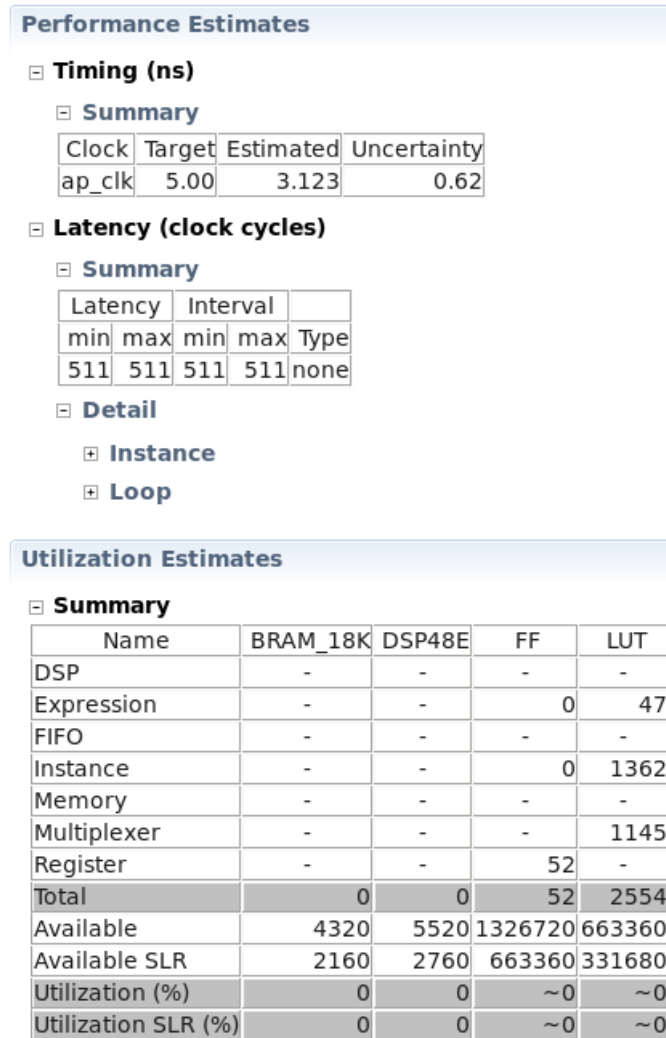 Performance Estimates
Timing (ns)
Summary
Clock Target Estimated Uncertainty
ap_clk 5.00 3.123 0.62
Latency (clock cycles)
Summary
Latency Interval
min max min max Type
511 511 511 511 none
Detail
Instance
Loop
Utilization Estimates
Summary
Name BRAM_18K DSP48E FF LUT
DSP - - - -
Expression - - 0 47
FIFO - - - -
Instance - - 0 1362
Memory - - - -
Multiplexer - - - 1145
Register - - 52 -
Total 0 0 52 2554
Available 4320 5520 1326720 663360
Available SLR 2160 2760 663360 331680
Utilization (%) 0 0 ~0 ~0
Utilization SLR (%) 0 0 ~0 ~0